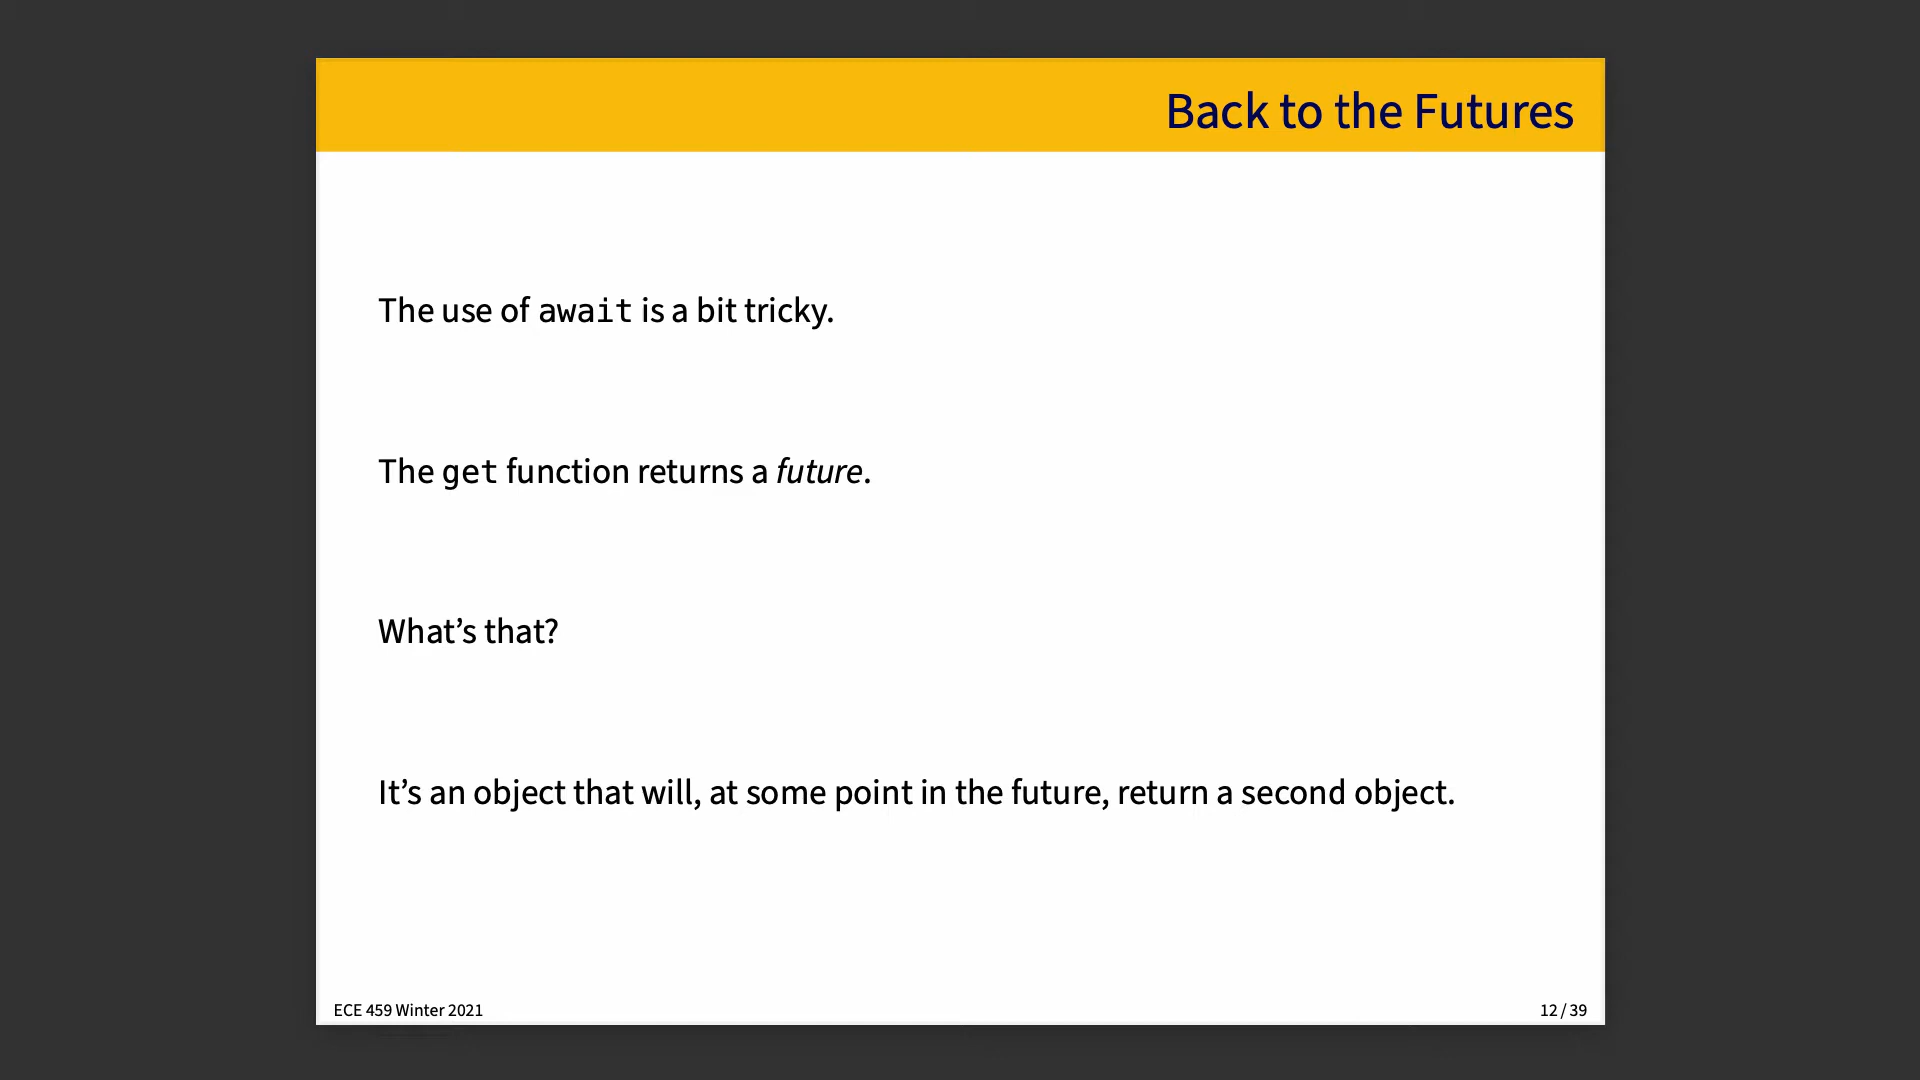 Back to the Futures
The use of await is a bit tricky.
The get function returns a future.
What’s that?
It’s an object that will, at some point in the future, return a second object.
ECE 459 Winter 2021
12 / 39